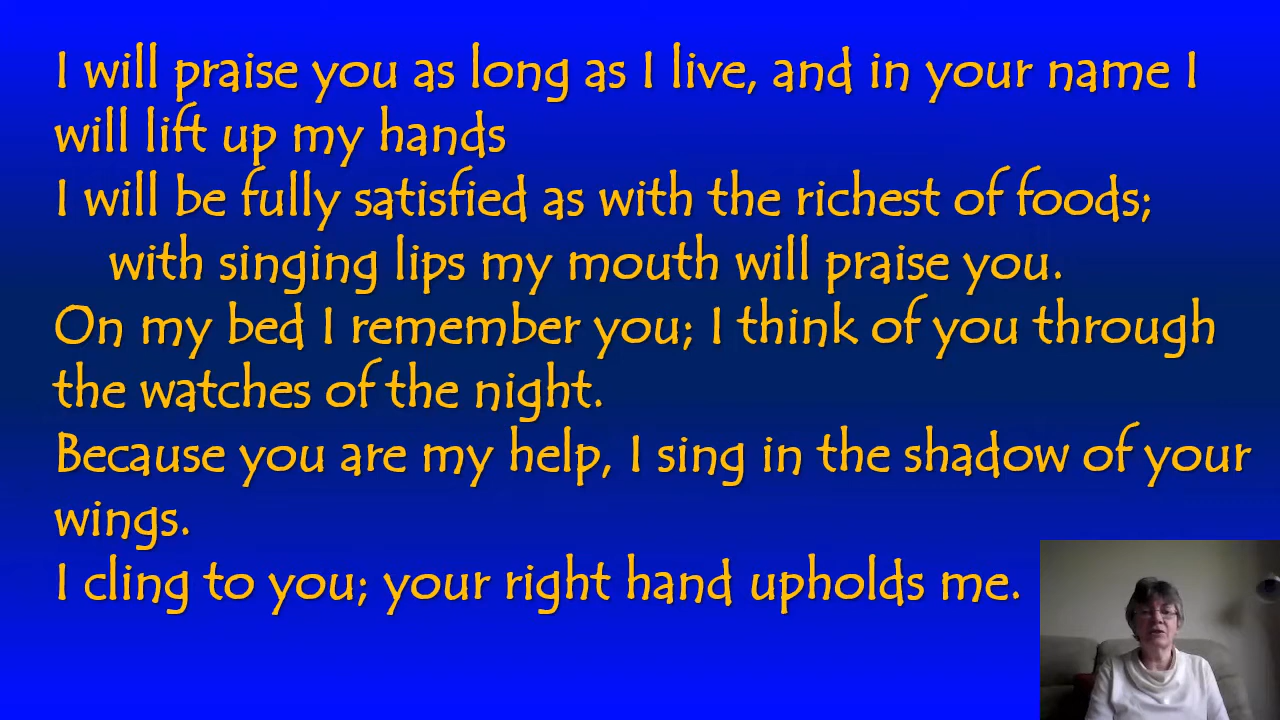 I will praise you as long as I live, and in your name I
will lift up my hands
I will be fully satisfied as with the richest of foods;
with singing lips my mouth will praise you.
On my bed I remember you; I think of you through
the watches of the night.
Because you are my help, I sing in the shadow of your
wings.
I cling to you; your right hand upholds me.